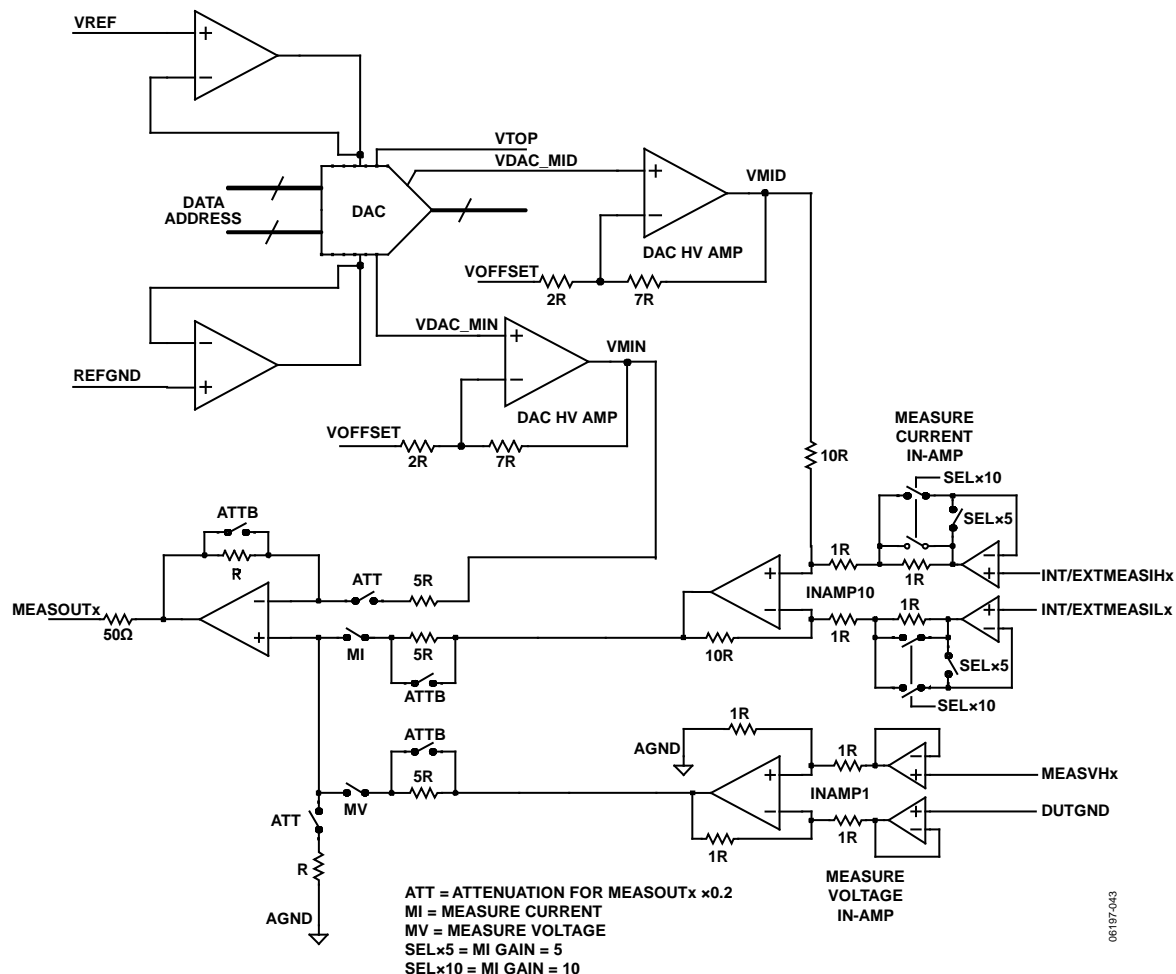 VREF
VTOP
VDAC_MID
VMID
DATA
ADDRESS
DAC
DAC HV AMP
VOFFSET
2R
7R
VDAC_MIN
VMIN
REFGND
DAC HV AMP
VOFFSET
2R
7R
MEASURE
CURRENT
IN-AMP
10R
SEL×10
SEL×5
ATTB
R
1R
1R
INT/EXTMEASIHx
ATT
5R
INAMP10
MEASOUTx
50Ω
1R
1R
INT/EXTMEASILx
MI
5R
10R
SEL×5
ATTB
SEL×10
1R
AGND
ATTB
5R
1R
MEASVHx
MV
INAMP1
DUTGND
ATT
1R
1R
R
MEASURE
VOLTAGE
IN-AMP
AGND
ATT = ATTENUATION FOR MEASOUTx ×0.2
MI = MEASURE CURRENT
MV = MEASURE VOLTAGE
SEL×5 = MI GAIN = 5
SEL×10 = MI GAIN = 10
06197-043